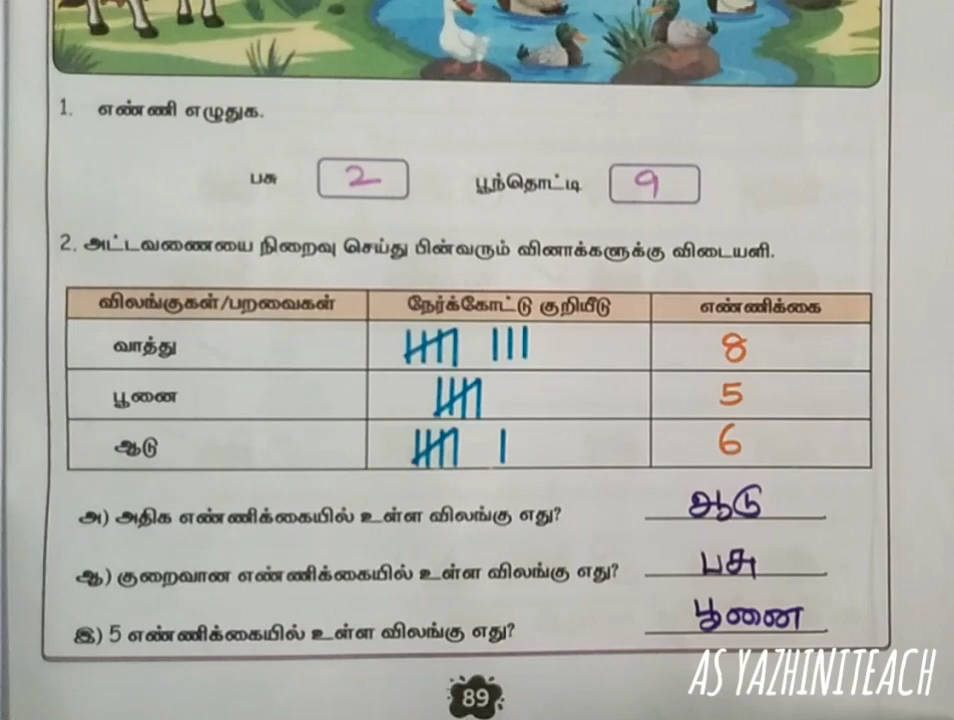 1. எண்ணி எழுதுக.
பசு 2 பூந்தொட்டி 9
2. அட்டவணையை நிறைவு செய்து பின்வரும் வினாக்களுக்கு விடையளி.
விலங்குகள்/பறவைகள் நேர்க்கோட்டு குறியீடு எண்ணிக்கை
வாத்து 8
பூனை 5
ஆடு 6
அ) அதிக எண்ணிக்கையில் உள்ள விலங்கு எது? ஆடு
ஆ) குறைவான எண்ணிக்கையில் உள்ள விலங்கு எது? பசு
இ) 5 எண்ணிக்கையில் உள்ள விலங்கு எது? பூனை
AS YAZHINITEACH
89